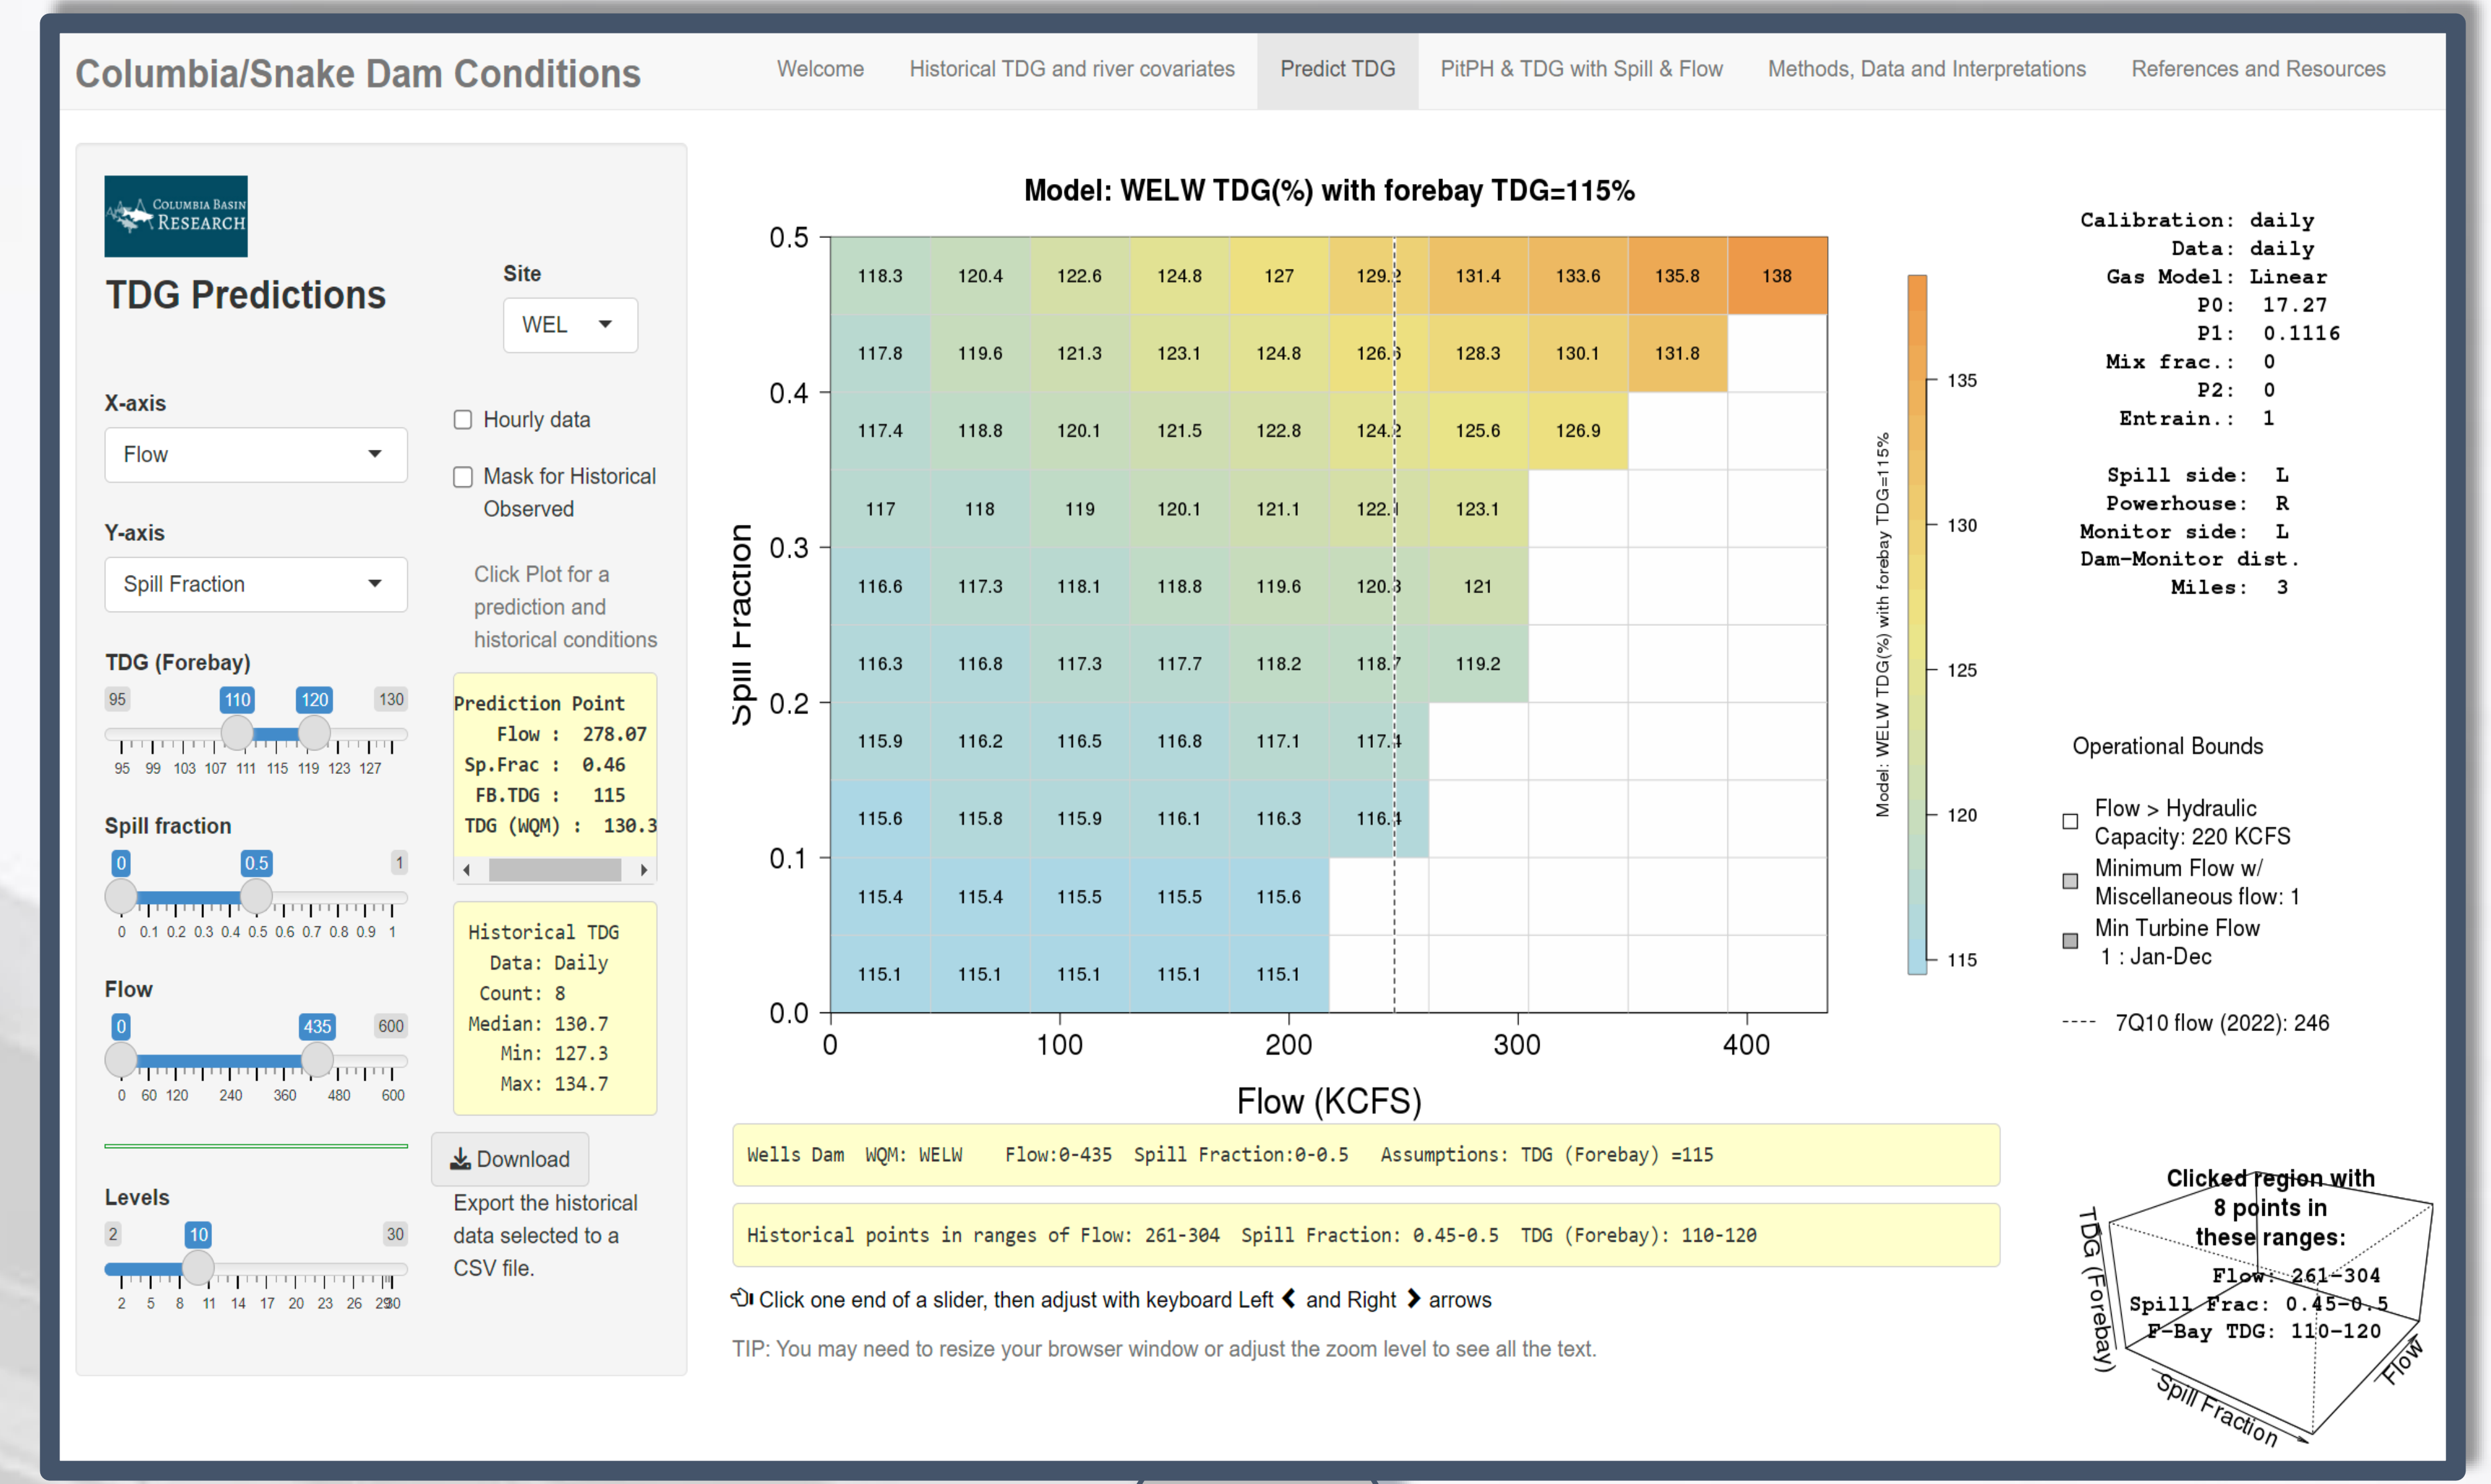 Columbia/Snake Dam Conditions
Welcome
Historical TDG and river covariates
Predict TDG
PitPH & TDG with Spill & Flow
Methods, Data and Interpretations
References and Resources
COLUMBIA BASIN
RESEARCH
TDG Predictions
Site
WEL
X-axis
Flow
Hourly data
Mask for Historical
Observed
Y-axis
Spill Fraction
Click Plot for a
prediction and
historical conditions
TDG (Forebay)
95 110 120 130
95 99 103 107 111 115 119 123 127
Prediction Point
Flow : 278.07
Sp.Frac : 0.46
FB.TDG : 115
TDG (WQM) : 130.3
Spill fraction
0 0.5 1
0 0.1 0.2 0.3 0.4 0.5 0.6 0.7 0.8 0.9 1
Historical TDG
Data: Daily
Count: 8
Median: 130.7
Min: 127.3
Max: 134.7
Flow
0 435 600
0 60 120 240 360 480 600
Download
Export the historical
data selected to a
CSV file.
Levels
2 10 30
2 5 8 11 14 17 20 23 26 29 30
Model: WELW TDG(%) with forebay TDG=115%
Spill Fraction
0.5
118.3 120.4 122.6 124.8 127 129.2 131.4 133.6 135.8 138
117.8 119.6 121.3 123.1 124.8 126.6 128.3 130.1 131.8
0.4
117.4 118.8 120.1 121.5 122.8 124.2 125.6 126.9
117 118 119 120.1 121.1 122.1 123.1
0.3
116.6 117.3 118.1 118.8 119.6 120.3 121
116.3 116.8 117.3 117.7 118.2 118.7 119.2
0.2
115.9 116.2 116.5 116.8 117.1 117.4
115.6 115.8 115.9 116.1 116.3 116.4
0.1
115.4 115.4 115.5 115.5 115.6
115.1 115.1 115.1 115.1 115.1
0.0
0 100 200 300 400
Flow (KCFS)
Model: WELW TDG(%) with forebay TDG=115%
135
130
125
120
115
Calibration: daily
Data: daily
Gas Model: Linear
P0: 17.27
P1: 0.1116
Mix frac.: 0
P2: 0
Entrain.: 1
Spill side: L
Powerhouse: R
Monitor side: L
Dam-Monitor dist.
Miles: 3
Operational Bounds
Flow > Hydraulic
Capacity: 220 KCFS
Minimum Flow w/
Miscellaneous flow: 1
Min Turbine Flow
1 : Jan-Dec
7Q10 flow (2022): 246
Wells Dam WQM: WELW Flow:0-435 Spill Fraction:0-0.5 Assumptions: TDG (Forebay) =115
Historical points in ranges of Flow: 261-304 Spill Fraction: 0.45-0.5 TDG (Forebay): 110-120
Click one end of a slider, then adjust with keyboard Left and Right arrows
TIP: You may need to resize your browser window or adjust the zoom level to see all the text.
Clicked region with
8 points in
these ranges:
Flow: 261-304
Spill Frac: 0.45-0.5
F-Bay TDG: 110-120
TDG (Forebay)
Spill Fraction
Flow